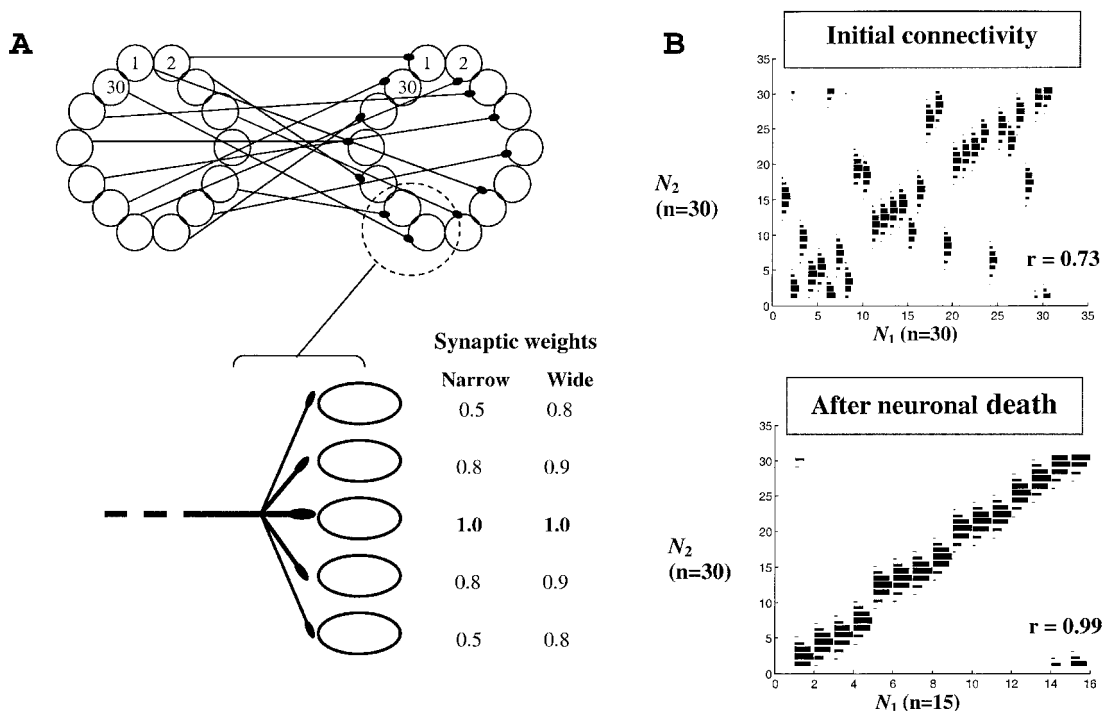 A
1 2
30
1 2
30
Synaptic weights
Narrow Wide
0.5 0.8
0.8 0.9
1.0 1.0
0.8 0.9
0.5 0.8
B
Initial connectivity
35
30
25
20
15
10
5
0
N2
(n=30)
r = 0.73
0 5 10 15 20 25 30 35
N1 (n=30)
After neuronal death
35
30
25
20
15
10
5
0
N2
(n=30)
r = 0.99
0 2 4 6 8 10 12 14 16
N1 (n=15)